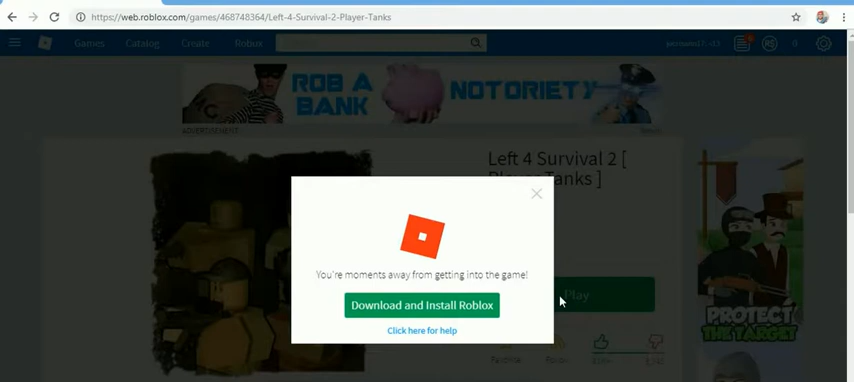 https://web.roblox.com/games/468748364/Left-4-Survival-2-Player-Tanks
Games Catalog Create Robux
ROB A
BANK
NOTORIETY
ADVERTISEMENT
Left 4 Survival 2 [
Tanks ]
You're moments away from getting into the game!
Download and Install Roblox
Click here for help
Play
Favorite
PROTECT
THE TARGET